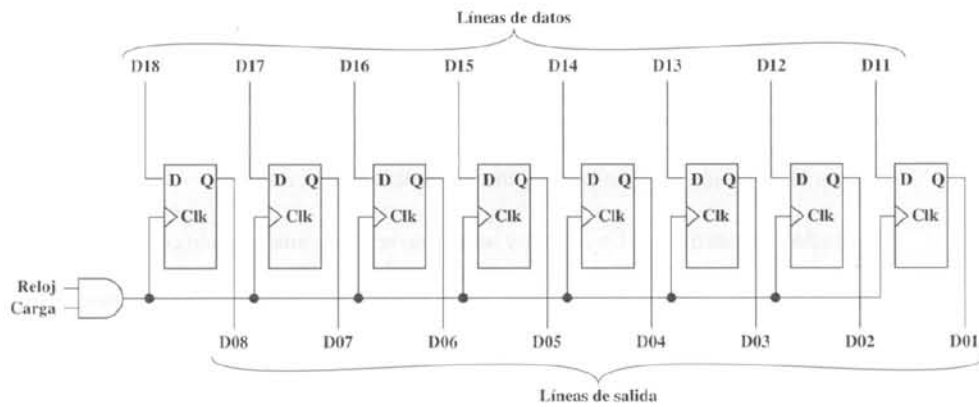 Líneas de datos
D18 D17 D16 D15 D14 D13 D12 D11
D Q D Q D Q D Q D Q D Q D Q D Q
Clk Clk Clk Clk Clk Clk Clk Clk
Reloj
Carga
D08 D07 D06 D05 D04 D03 D02 D01
Líneas de salida